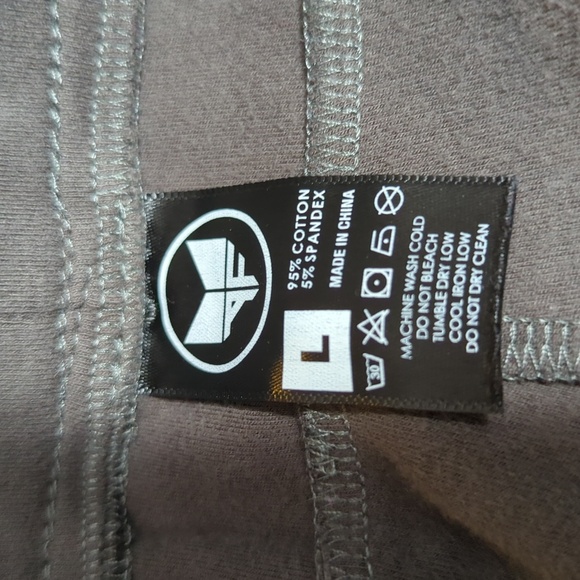 95% COTTON
5% SPANDEX
MADE IN CHINA
L
30
MACHINE WASH COLD
DO NOT BLEACH
TUMBLE DRY LOW
COOL IRON LOW
DO NOT DRY CLEAN